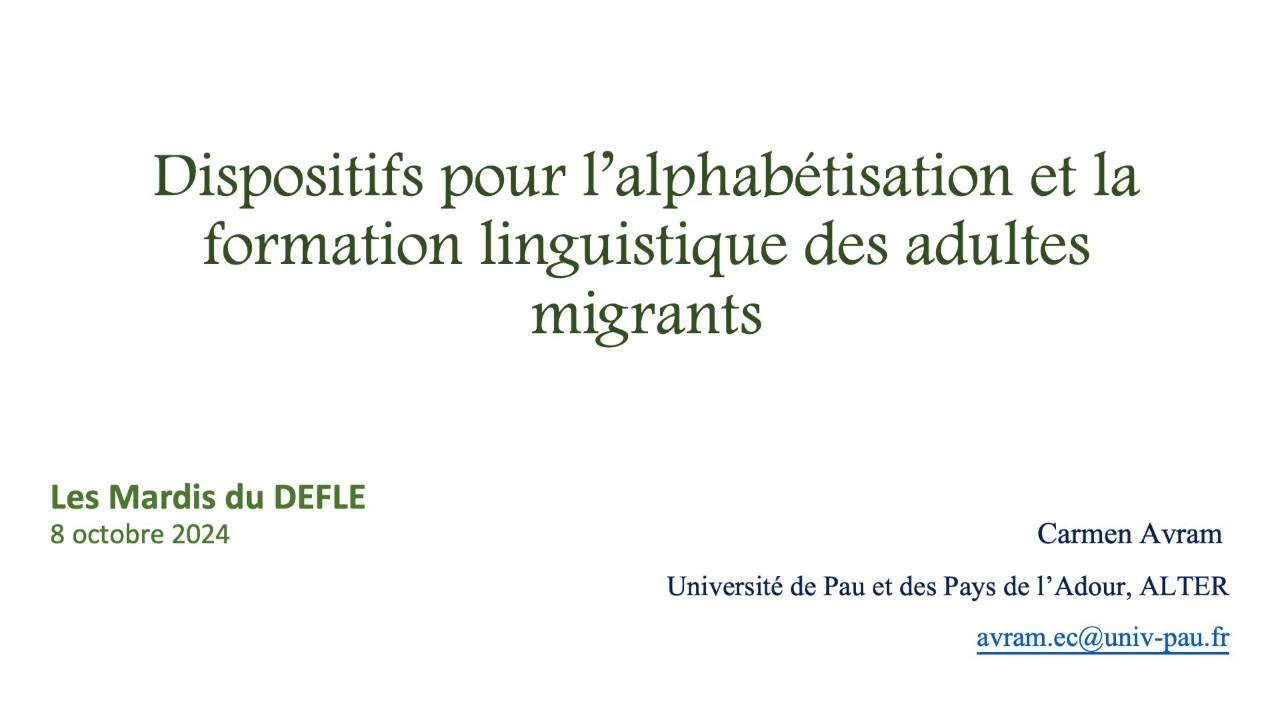 Dispositifs pour l’alphabétisation et la
formation linguistique des adultes
migrants
Les Mardis du DEFLE
8 octobre 2024
Carmen Avram
Université de Pau et des Pays de l’Adour, ALTER
avram.ec@univ-pau.fr